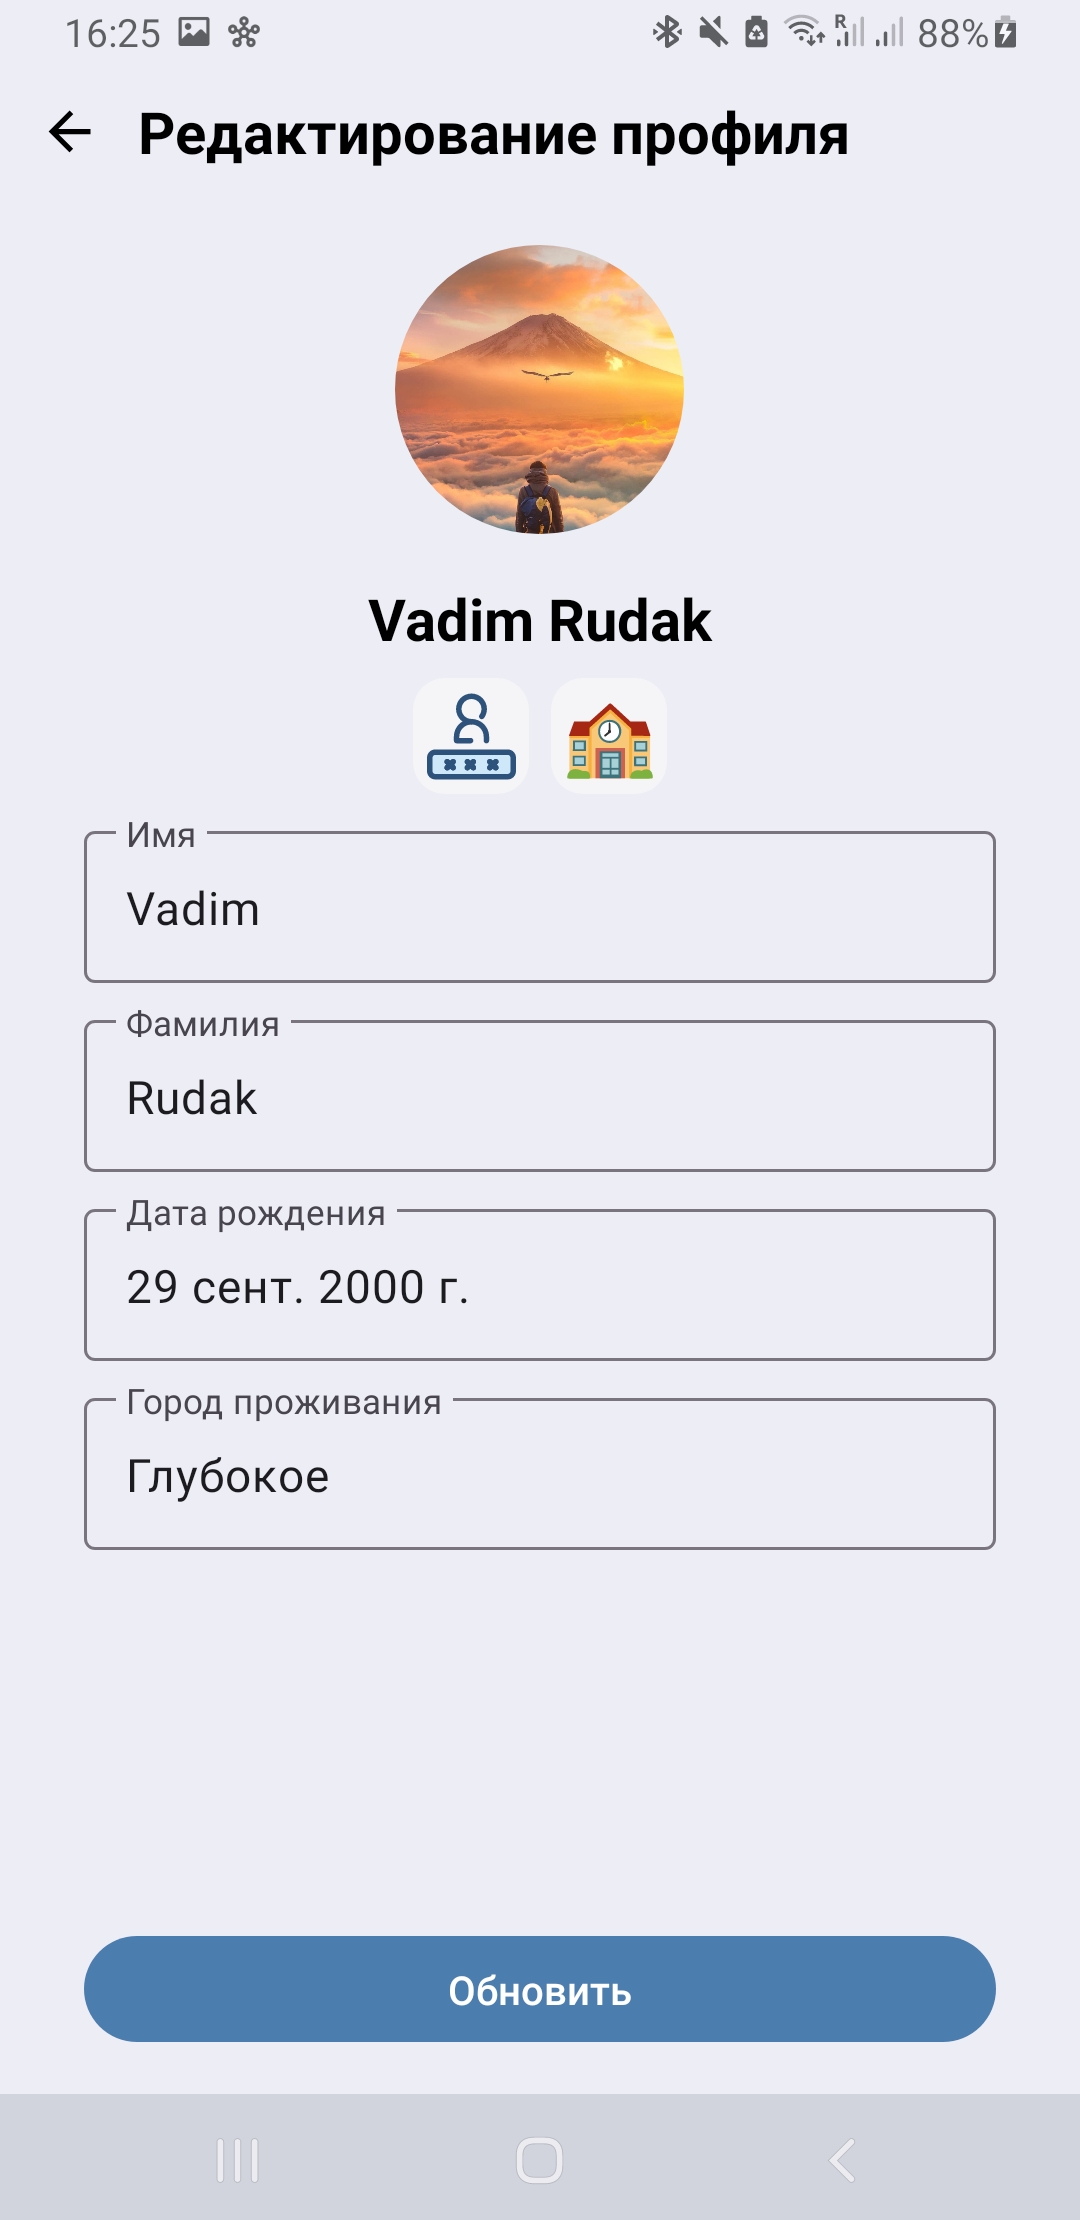 16:25
R
88%
Редактирование профиля
Vadim Rudak
Имя
Vadim
Фамилия
Rudak
Дата рождения
29 сент. 2000 г.
Город проживания
Глубокое
Обновить